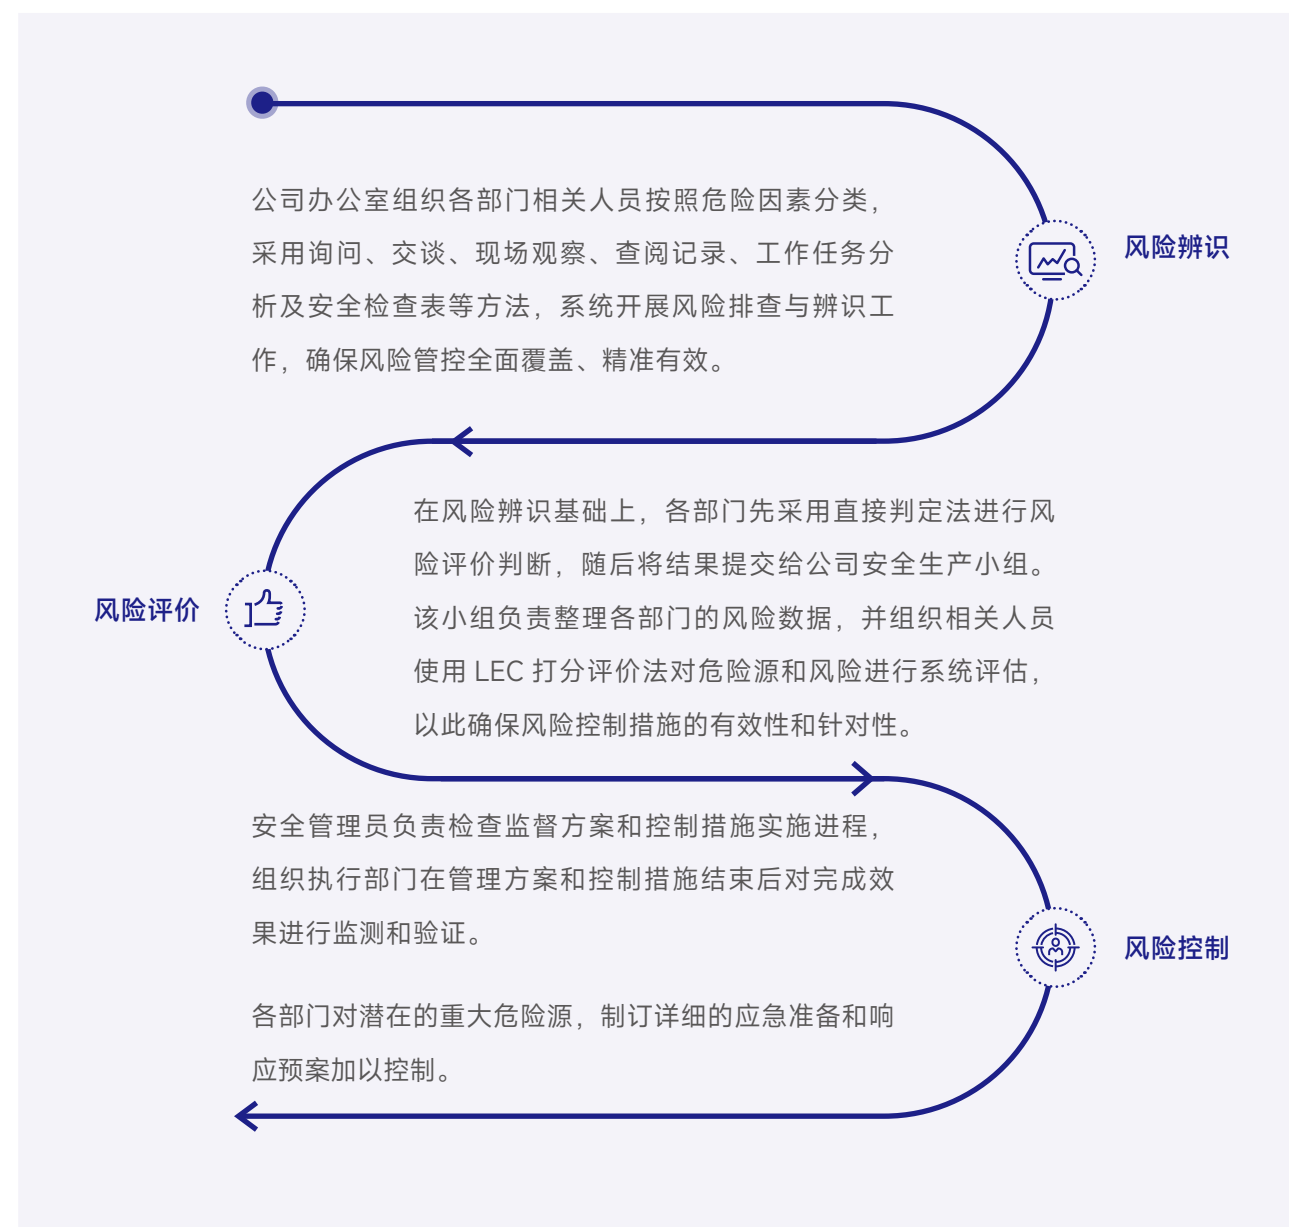 公司办公室组织各部门相关人员按照危险因素分类，
采用询问、交谈、现场观察、查阅记录、工作任务分
析及安全检查表等方法，系统开展风险排查与辨识工
作，确保风险管控全面覆盖、精准有效。
风险辨识
在风险辨识基础上，各部门先采用直接判定法进行风
险评价判断，随后将结果提交给公司安全生产小组。
该小组负责整理各部门的风险数据，并组织相关人员
使用 LEC 打分评价法对危险源和风险进行系统评估，
以此确保风险控制措施的有效性和针对性。
风险评价
安全管理员负责检查监督方案和控制措施实施进程，
组织执行部门在管理方案和控制措施结束后对完成效
果进行监测和验证。
各部门对潜在的重大危险源，制订详细的应急准备和响
应预案加以控制。
风险控制